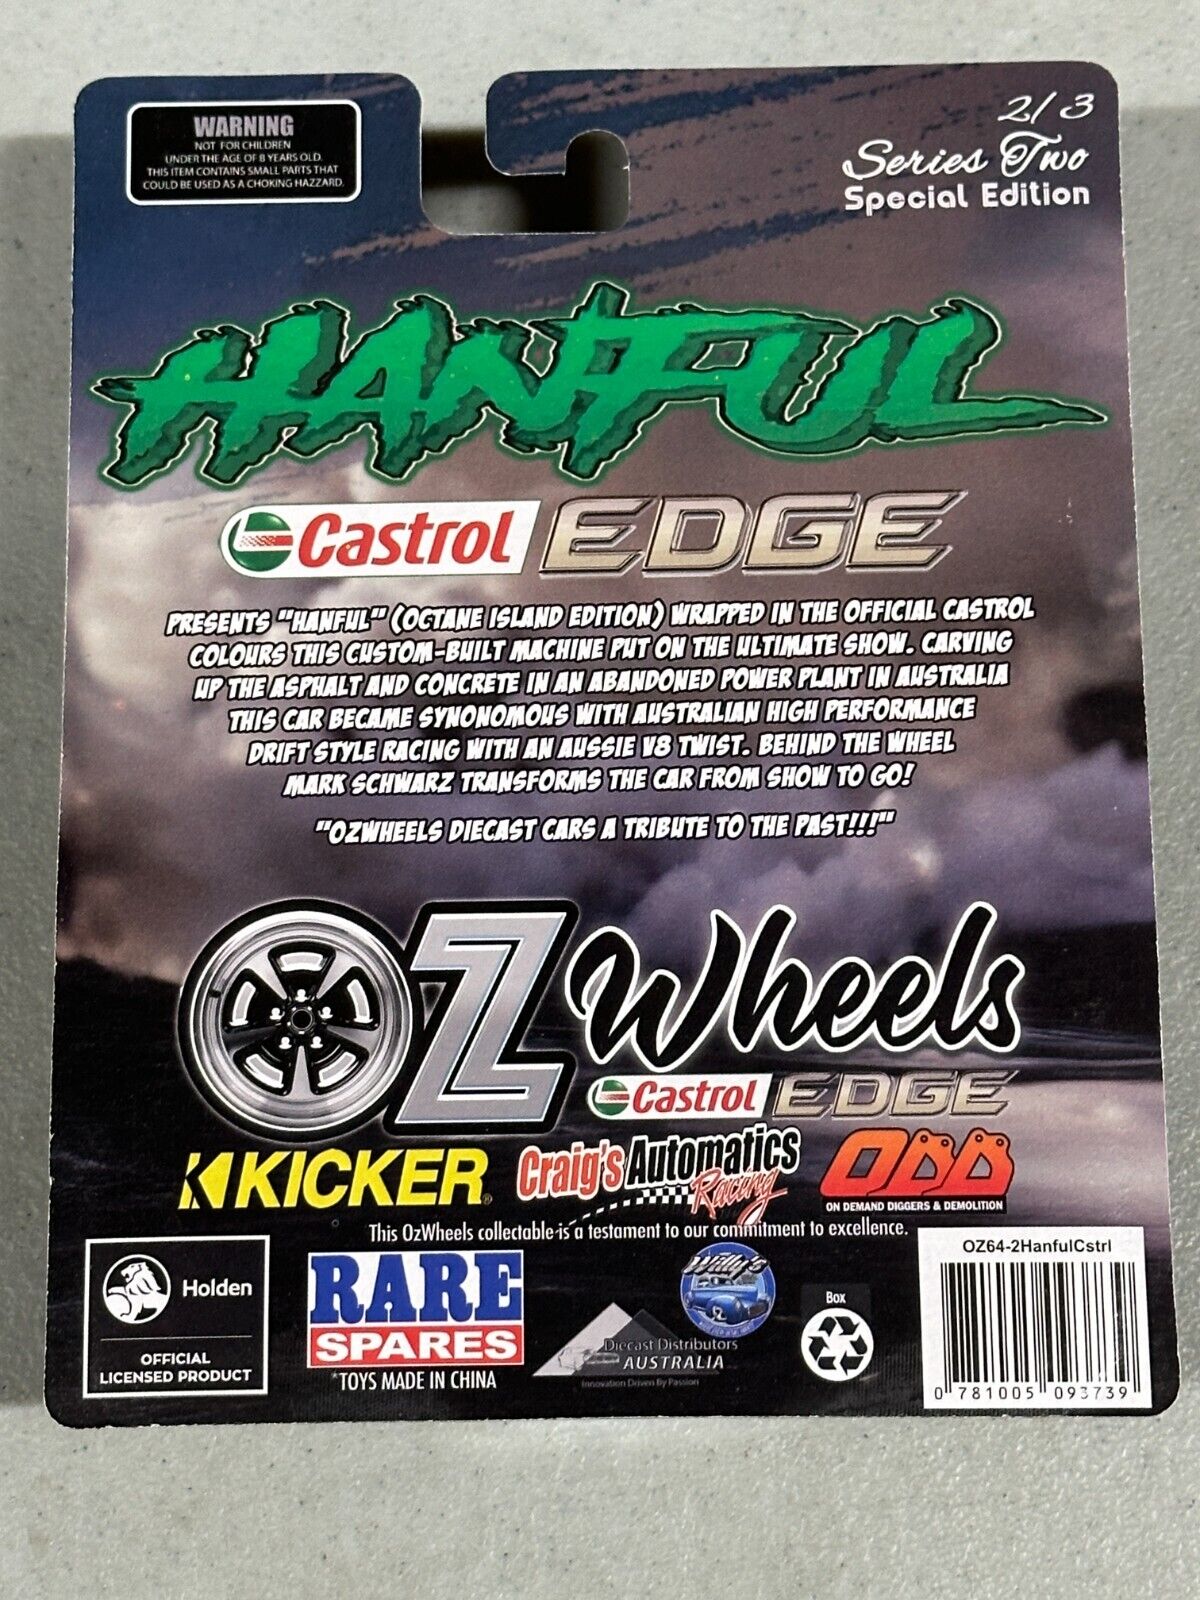 WARNING
NOT FOR CHILDREN
UNDER THE AGE OF 8 YEARS OLD.
THIS ITEM CONTAINS SMALL PARTS THAT
COULD BE USED AS A CHOKING HAZZARD.
2/3
Series Two
Special Edition
HANFUL
Castrol EDGE
PRESENTS "HANFUL" (OCTANE ISLAND EDITION) WRAPPED IN THE OFFICIAL CASTROL
COLOURS THIS CUSTOM-BUILT MACHINE PUT ON THE ULTIMATE SHOW. CARVING
UP THE ASPHALT AND CONCRETE IN AN ABANDONED POWER PLANT IN AUSTRALIA
THIS CAR BECAME SYNONOMOUS WITH AUSTRALIAN HIGH PERFORMANCE
DRIFT STYLE RACING WITH AN AUSSIE V8 TWIST. BEHIND THE WHEEL
MARK SCHWARZ TRANSFORMS THE CAR FROM SHOW TO GO!
"OZWHEELS DIECAST CARS A TRIBUTE TO THE PAST!!!"
OZ Wheels
Castrol EDGE
KICKER
Craig's Automatics
Racing
ODD
ON DEMAND DIGGERS & DEMOLITION
This OzWheels collectable is a testament to our commitment to excellence.
Holden
OFFICIAL
LICENSED PRODUCT
RARE
SPARES
*TOYS MADE IN CHINA
Diecast Distributors
AUSTRALIA
Innovation Driven By Passion
Willy's
Box
OZ64-2HanfulCstrl
0 781005 093739